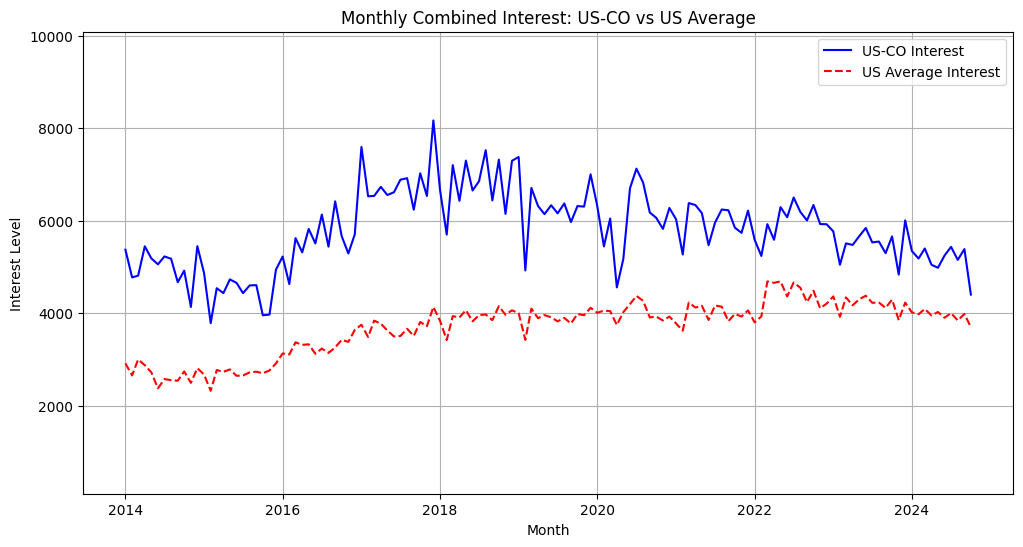 Monthly Combined Interest: US-CO vs US Average
10000
8000
6000
4000
2000
Interest Level
US-CO Interest
US Average Interest
2014 2016 2018 2020 2022 2024
Month